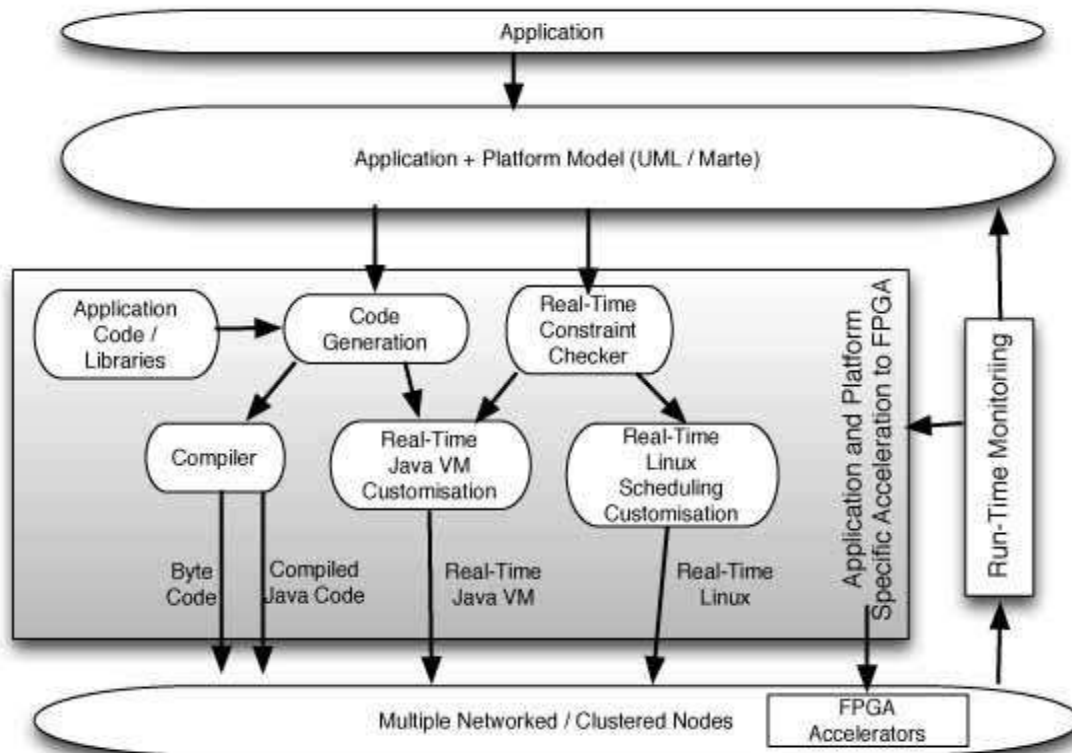 Application
Application + Platform Model (UML / Marte)
Application
Code /
Libraries
Code
Generation
Real-Time
Constraint
Checker
Compiler
Real-Time
Java VM
Customisation
Real-Time
Linux
Scheduling
Customisation
Application and Platform
Specific Acceleration to FPGA
Run-Time Monitoriing
Byte
Code
Compiled
Java Code
Real-Time
Java VM
Real-Time
Linux
Multiple Networked / Clustered Nodes
FPGA
Accelerators